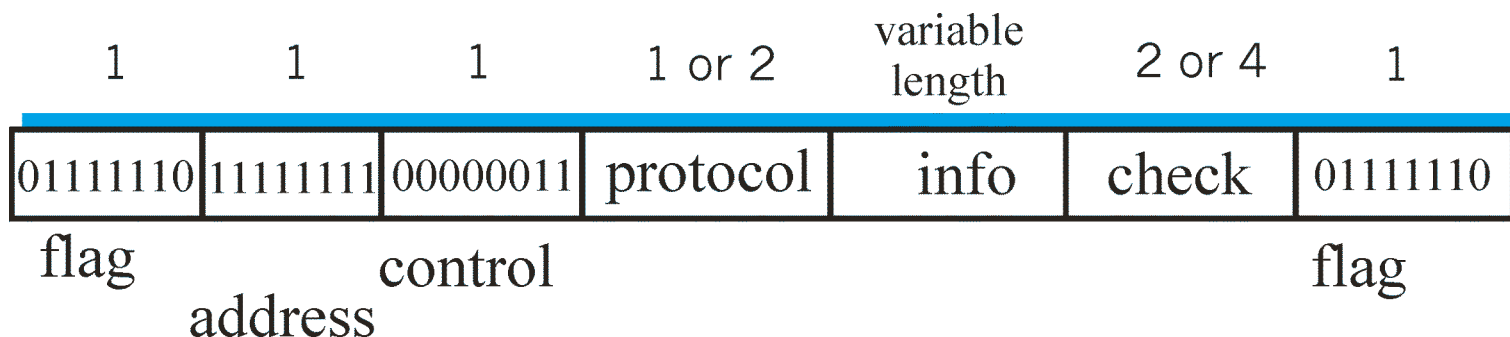 1 1 1 1 or 2 variable length 2 or 4 1
01111110 11111111 00000011 protocol info check 01111110
flag address control flag